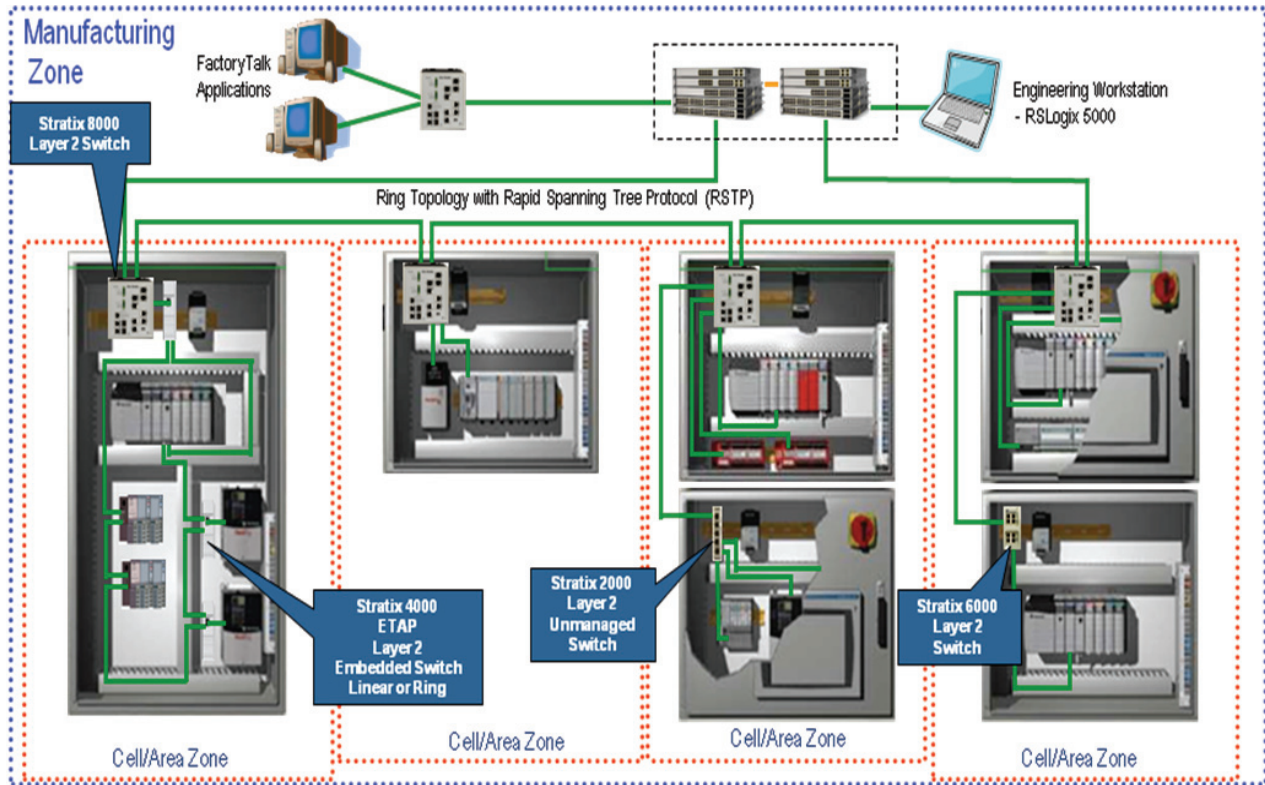 Manufacturing
Zone
FactoryTalk
Applications
Engineering Workstation
- RSLogix 5000
Stratix 8000
Layer 2 Switch
Ring Topology with Rapid Spanning Tree Protocol (RSTP)
Stratix 4000
ETAP
Layer 2
Embedded Switch
Linear or Ring
Stratix 2000
Layer 2
Unmanaged
Switch
Stratix 6000
Layer 2
Switch
Cell/Area Zone
Cell/Area Zone
Cell/Area Zone
Cell/Area Zone